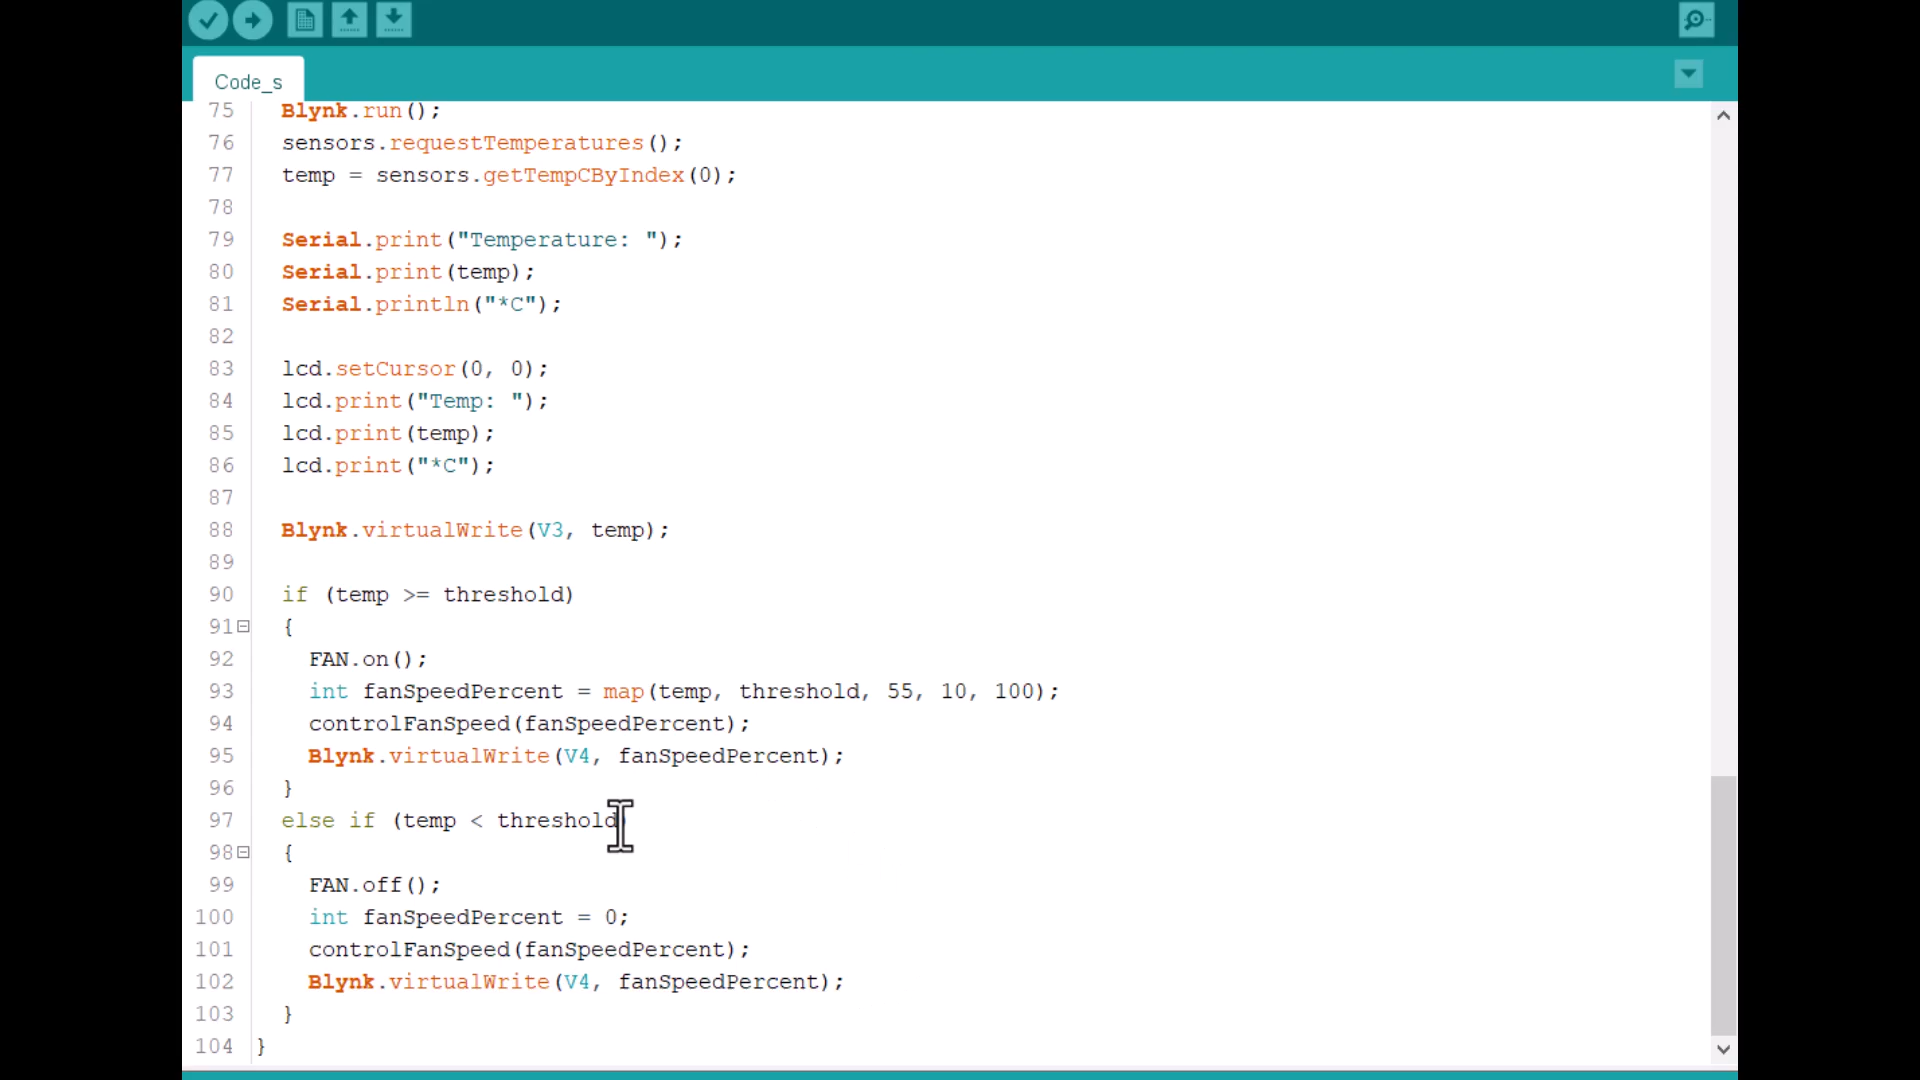 Code_s
75 Blynk.run();
76 sensors.requestTemperatures();
77 temp = sensors.getTempCByIndex(0);
78
79 Serial.print("Temperature: ");
80 Serial.print(temp);
81 Serial.println("*C");
82
83 lcd.setCursor(0, 0);
84 lcd.print("Temp: ");
85 lcd.print(temp);
86 lcd.print("*C");
87
88 Blynk.virtualWrite(V3, temp);
89
90 if (temp >= threshold)
91 {
92 FAN.on();
93 int fanSpeedPercent = map(temp, threshold, 55, 10, 100);
94 controlFanSpeed(fanSpeedPercent);
95 Blynk.virtualWrite(V4, fanSpeedPercent);
96 }
97 else if (temp < threshold)
98 {
99 FAN.off();
100 int fanSpeedPercent = 0;
101 controlFanSpeed(fanSpeedPercent);
102 Blynk.virtualWrite(V4, fanSpeedPercent);
103 }
104 }